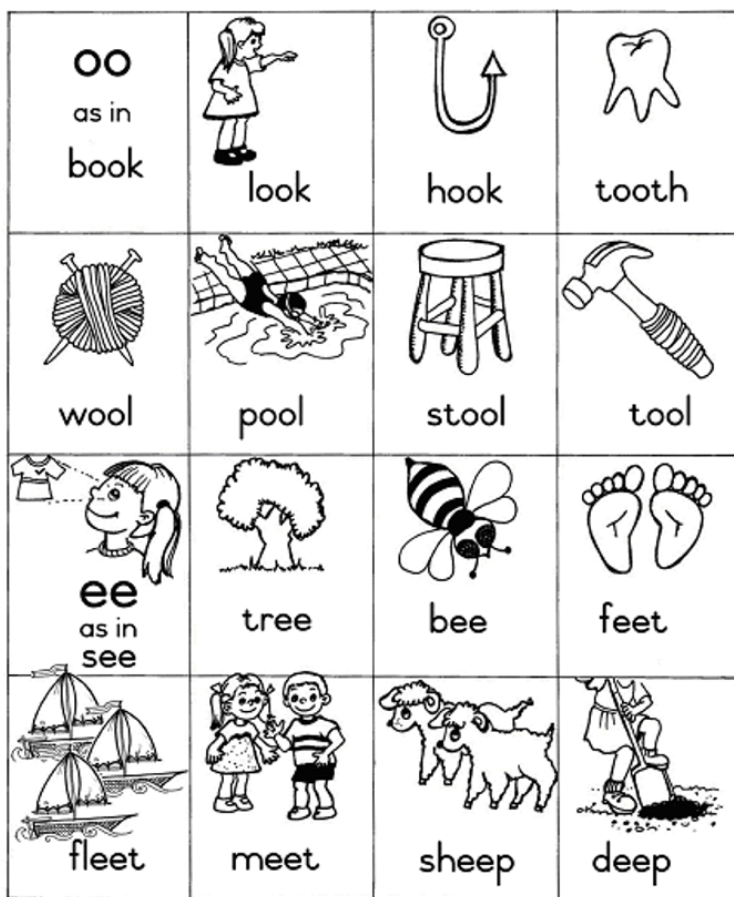 oo
as in
book
look
hook
tooth
wool
pool
stool
tool
ee
as in
see
tree
bee
feet
fleet
meet
sheep
deep